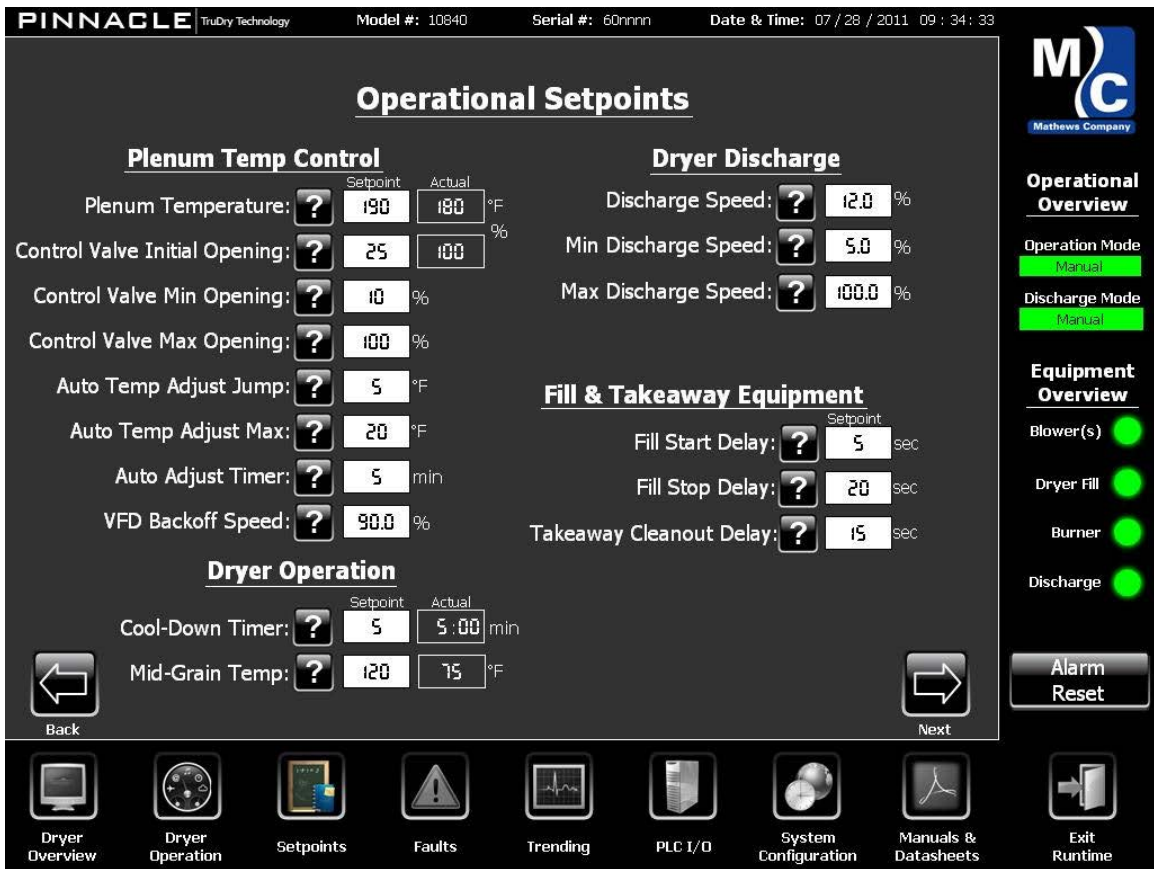 PINNACLE TruDry Technology Model #: 10840 Serial #: 60nnnn Date & Time: 07/28/2011 09:34:33
Operational Setpoints
Plenum Temp Control
Setpoint Actual
Plenum Temperature: ? 190 180 °F
Control Valve Initial Opening: ? 25 100 %
Control Valve Min Opening: ? 10 %
Control Valve Max Opening: ? 100 %
Auto Temp Adjust Jump: ? 5 °F
Auto Temp Adjust Max: ? 20 °F
Auto Adjust Timer: ? 5 min
VFD Backoff Speed: ? 90.0 %
Dryer Operation
Setpoint Actual
Cool-Down Timer: ? 5 5:00 min
Mid-Grain Temp: ? 120 75 °F
Back
Dryer Discharge
Discharge Speed: ? 12.0 %
Min Discharge Speed: ? 5.0 %
Max Discharge Speed: ? 100.0 %
Fill & Takeaway Equipment
Setpoint
Fill Start Delay: ? 5 sec
Fill Stop Delay: ? 20 sec
Takeaway Cleanout Delay: ? 15 sec
Next
MC
Mathews Company
Operational
Overview
Operation Mode
Manual
Discharge Mode
Manual
Equipment
Overview
Blower(s)
Dryer Fill
Burner
Discharge
Alarm
Reset
Dryer
Overview
Dryer
Operation
Setpoints
Faults
Trending
PLC I/O
System
Configuration
Manuals &
Datasheets
Exit
Runtime